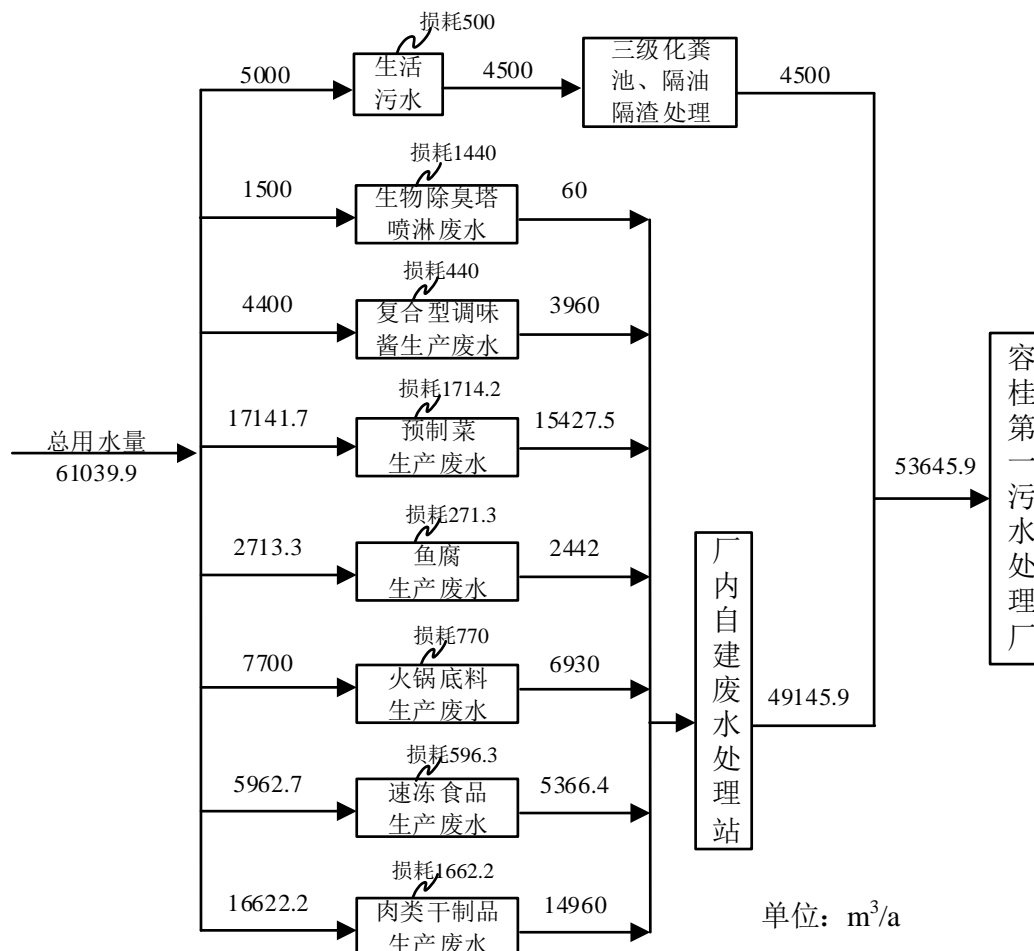 损耗500
5000
生活
污水
4500
三级化粪
池、隔油
隔渣处理
4500
损耗1440
1500
生物除臭塔
喷淋废水
60
损耗440
4400
复合型调味
酱生产废水
3960
损耗1714.2
17141.7
预制菜
生产废水
15427.5
总用水量
61039.9
损耗271.3
2713.3
鱼腐
生产废水
2442
损耗770
7700
火锅底料
生产废水
6930
损耗596.3
5962.7
速冻食品
生产废水
5366.4
损耗1662.2
16622.2
肉类干制品
生产废水
14960
厂内自建废水处理站
49145.9
53645.9
容桂第一污水处理厂
单位：m³/a